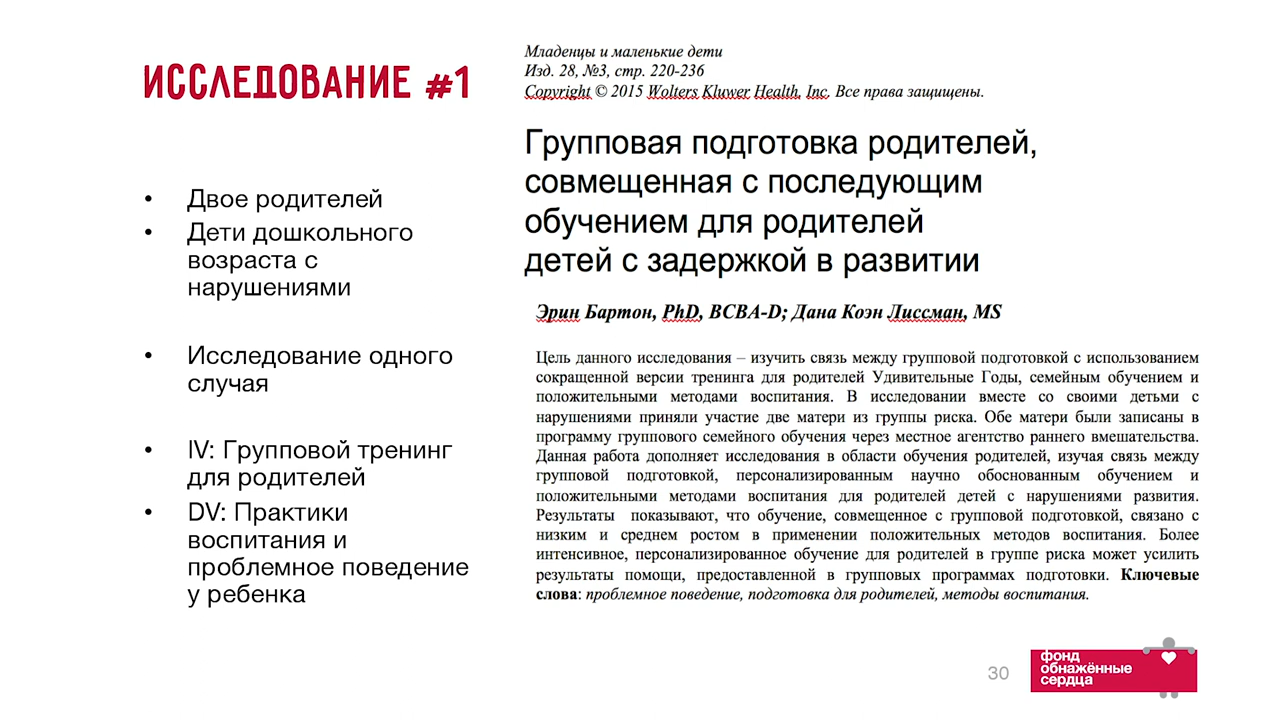 ИССЛЕДОВАНИЕ #1
• Двое родителей
• Дети дошкольного
возраста с
нарушениями
• Исследование одного
случая
• IV: Групповой тренинг
для родителей
• DV: Практики
воспитания и
проблемное поведение
у ребенка
Младенцы и маленькие дети
Изд. 28, №3, стр. 220-236
Copyright © 2015 Wolters Kluwer Health, Inc. Все права защищены.
Групповая подготовка родителей,
совмещенная с последующим
обучением для родителей
детей с задержкой в развитии
Эрин Бартон, PhD, BCBA-D; Дана Коэн Лиссман, MS
Цель данного исследования – изучить связь между групповой подготовкой с использованием
сокращенной версии тренинга для родителей Удивительные Годы, семейным обучением и
положительными методами воспитания. В исследовании вместе со своими детьми с
нарушениями приняли участие две матери из группы риска. Обе матери были записаны в
программу группового семейного обучения через местное агентство раннего вмешательства.
Данная работа дополняет исследования в области обучения родителей, изучая связь между
групповой подготовкой, персонализированным научно обоснованным обучением и
положительными методами воспитания для родителей детей с нарушениями развития.
Результаты показывают, что обучение, совмещенное с групповой подготовкой, связано с
низким и среднем ростом в применении положительных методов воспитания. Более
интенсивное, персонализированное обучение для родителей в группе риска может усилить
результаты помощи, предоставленной в групповых программах подготовки. Ключевые
слова: проблемное поведение, подготовка для родителей, методы воспитания.
30
фонд
обнажённые
сердца